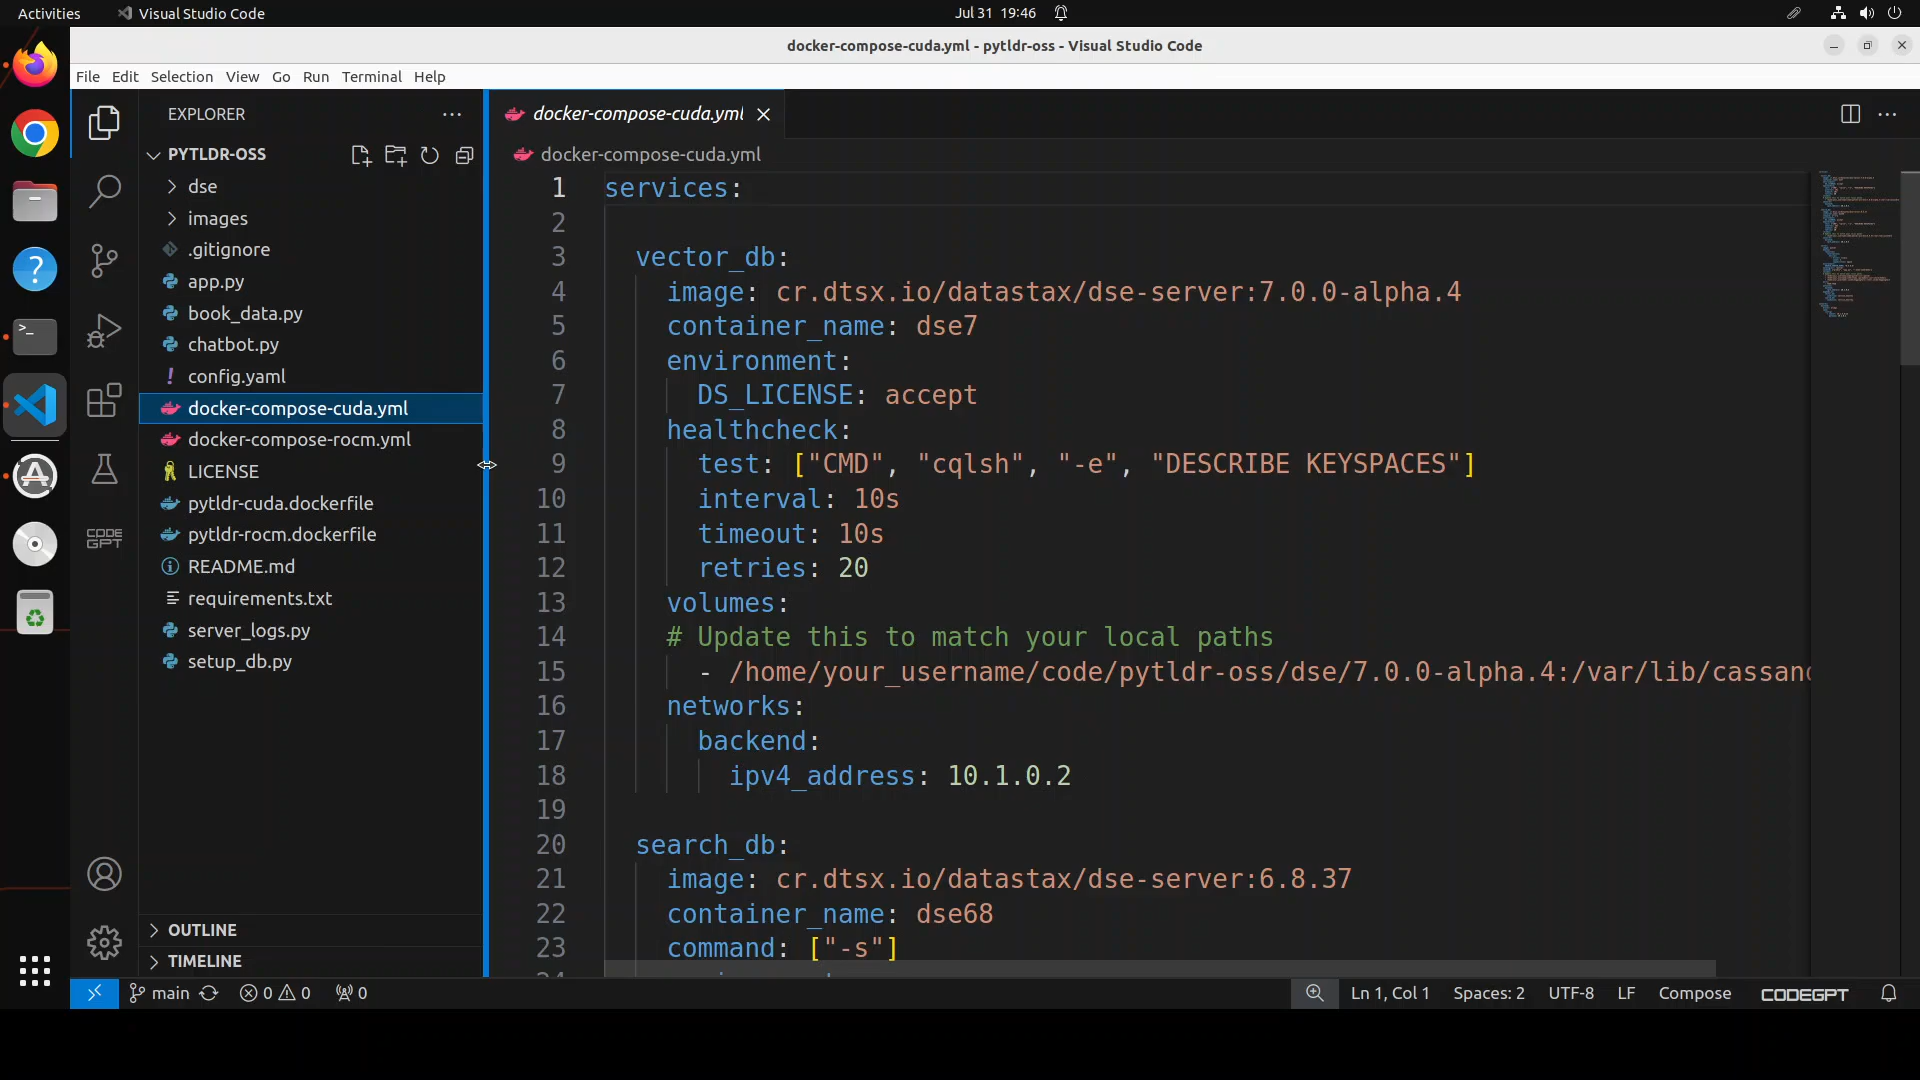 Activities
Visual Studio Code
Jul 31 19:46
docker-compose-cuda.yml - pytldr-oss - Visual Studio Code
File Edit Selection View Go Run Terminal Help
EXPLORER
PYTLDR-OSS
dse
images
.gitignore
app.py
book_data.py
chatbot.py
config.yaml
docker-compose-cuda.yml
docker-compose-rocm.yml
LICENSE
pytldr-cuda.dockerfile
pytldr-rocm.dockerfile
README.md
requirements.txt
server_logs.py
setup_db.py
OUTLINE
TIMELINE
CODE
GPT
docker-compose-cuda.yml
docker-compose-cuda.yml
1 services:
2
3 vector_db:
4 image: cr.dtsx.io/datastax/dse-server:7.0.0-alpha.4
5 container_name: dse7
6 environment:
7 DS_LICENSE: accept
8 healthcheck:
9 test: ["CMD", "cqlsh", "-e", "DESCRIBE KEYSPACES"]
10 interval: 10s
11 timeout: 10s
12 retries: 20
13 volumes:
14 # Update this to match your local paths
15 - /home/your_username/code/pytldr-oss/dse/7.0.0-alpha.4:/var/lib/cassand
16 networks:
17 backend:
18 ipv4_address: 10.1.0.2
19
20 search_db:
21 image: cr.dtsx.io/datastax/dse-server:6.8.37
22 container_name: dse68
23 command: ["-s"]
main 0 0 0
Ln 1, Col 1 Spaces: 2 UTF-8 LF Compose CODEGPT